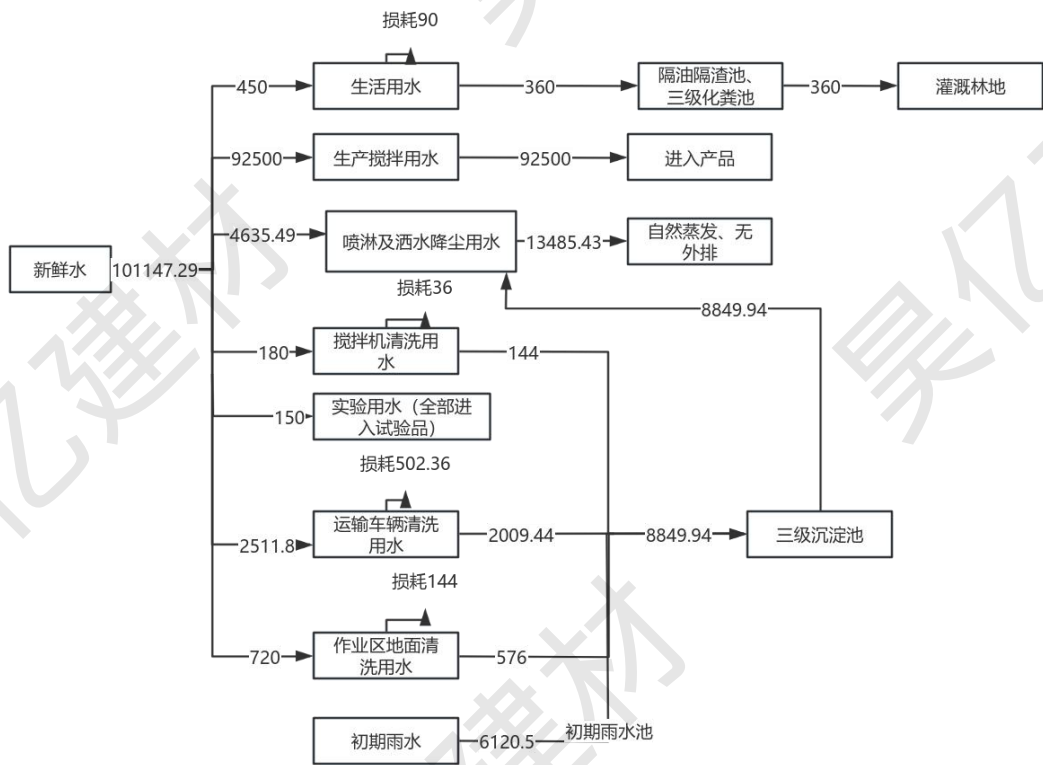 损耗90
450
生活用水
360
隔油隔渣池、
三级化粪池
360
灌溉林地
92500
生产搅拌用水
92500
进入产品
新鲜水
101147.29
4635.49
喷淋及洒水降尘用水
13485.43
自然蒸发、无
外排
损耗36
8849.94
180
搅拌机清洗用
水
144
150
实验用水（全部进
入试验品）
损耗502.36
2511.8
运输车辆清洗
用水
2009.44
8849.94
三级沉淀池
损耗144
720
作业区地面清
洗用水
576
初期雨水
6120.5
初期雨水池
亿建材
昊亿
建材